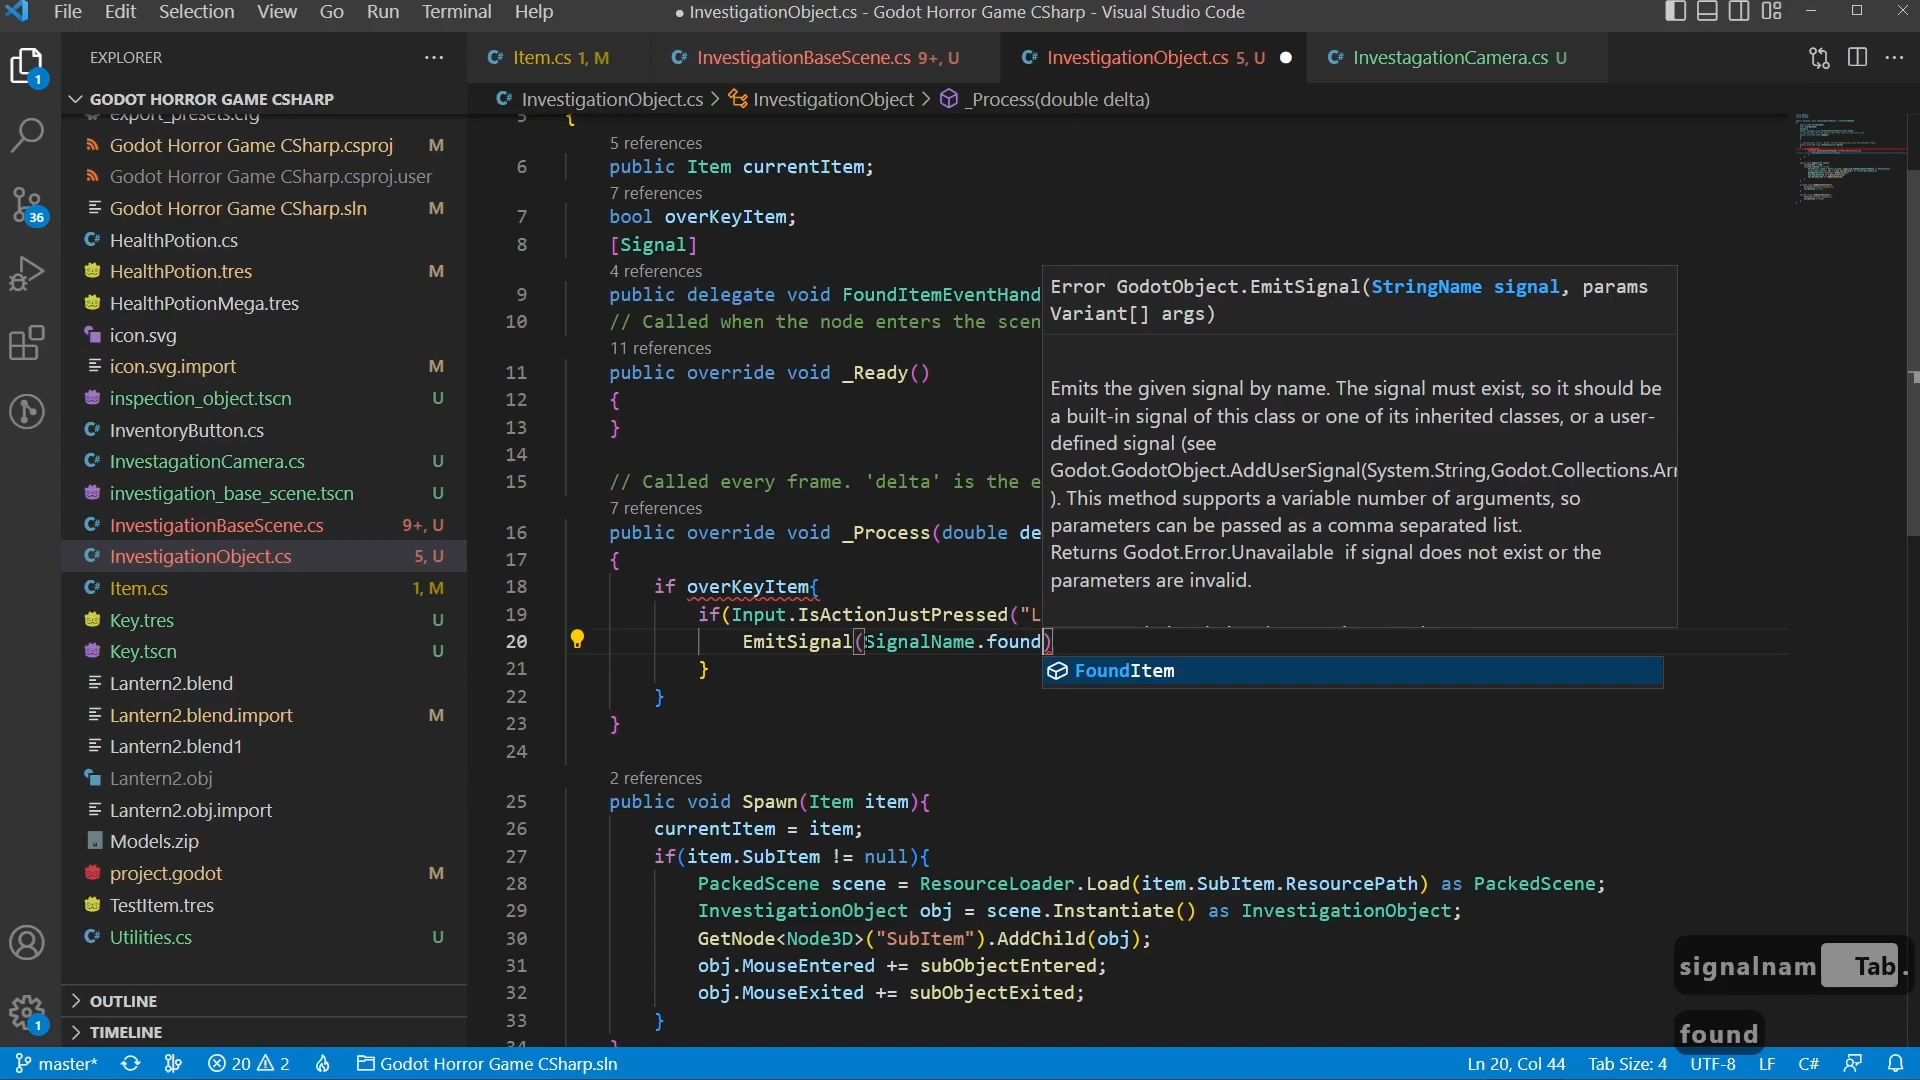 File Edit Selection View Go Run Terminal Help
● InvestigationObject.cs - Godot Horror Game CSharp - Visual Studio Code
EXPLORER
Item.cs 1, M
InvestigationBaseScene.cs 9+, U
InvestigationObject.cs 5, U
InvestagationCamera.cs U
GODOT HORROR GAME CSHARP
InvestigationObject.cs > InvestigationObject > _Process(double delta)
export_presets.cfg
Godot Horror Game CSharp.csproj M
Godot Horror Game CSharp.csproj.user
Godot Horror Game CSharp.sln M
HealthPotion.cs
HealthPotion.tres M
HealthPotionMega.tres
icon.svg
icon.svg.import M
inspection_object.tscn U
InventoryButton.cs
InvestagationCamera.cs U
investigation_base_scene.tscn U
InvestigationBaseScene.cs 9+, U
InvestigationObject.cs 5, U
Item.cs 1, M
Key.tres U
Key.tscn U
Lantern2.blend
Lantern2.blend.import M
Lantern2.blend1
Lantern2.obj
Lantern2.obj.import
Models.zip
project.godot M
TestItem.tres
Utilities.cs U
OUTLINE
TIMELINE
1
36
1
5 {
5 references
6 public Item currentItem;
7 references
7 bool overKeyItem;
8 [Signal]
4 references
9 public delegate void FoundItemEventHand
10 // Called when the node enters the scen
11 references
11 public override void _Ready()
12 {
13 }
14
15 // Called every frame. 'delta' is the e
7 references
16 public override void _Process(double de
17 {
18 if overKeyItem{
19 if(Input.IsActionJustPressed("L
20 EmitSignal(SignalName.found)
21 }
22 }
23 }
24
2 references
25 public void Spawn(Item item){
26 currentItem = item;
27 if(item.SubItem != null){
28 PackedScene scene = ResourceLoader.Load(item.SubItem.ResourcePath) as PackedScene;
29 InvestigationObject obj = scene.Instantiate() as InvestigationObject;
30 GetNode<Node3D>("SubItem").AddChild(obj);
31 obj.MouseEntered += subObjectEntered;
32 obj.MouseExited += subObjectExited;
33 }
34 }
Error GodotObject.EmitSignal(StringName signal, params
Variant[] args)
Emits the given signal by name. The signal must exist, so it should be
a built-in signal of this class or one of its inherited classes, or a user-
defined signal (see
Godot.GodotObject.AddUserSignal(System.String,Godot.Collections.Arr
). This method supports a variable number of arguments, so
parameters can be passed as a comma separated list.
Returns Godot.Error.Unavailable if signal does not exist or the
parameters are invalid.
FoundItem
signalnam Tab .
found
master* 20 2 Godot Horror Game CSharp.sln
Ln 20, Col 44 Tab Size: 4 UTF-8 LF C#